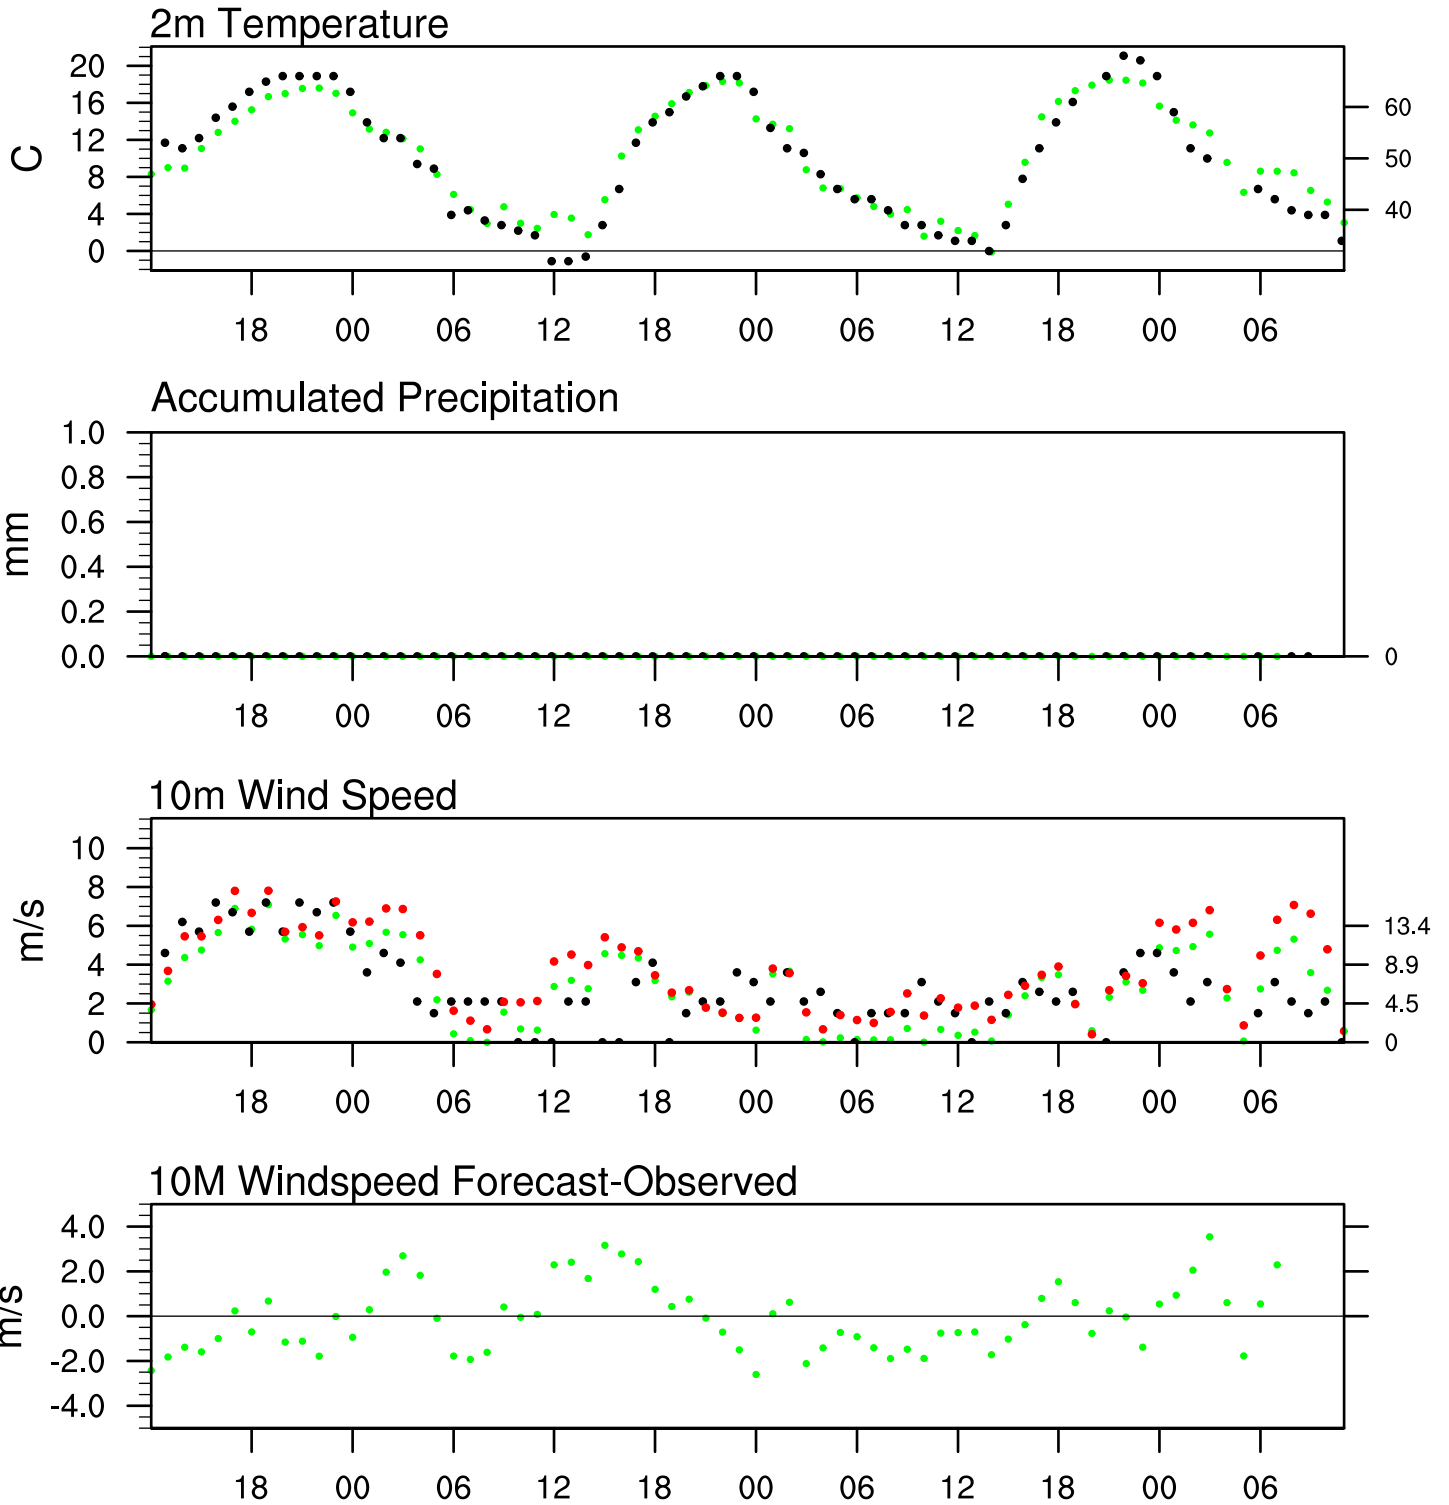 2m Temperature
20
16
12
8
4
0
C
60
50
40
18 00 06 12 18 00 06 12 18 00 06
Accumulated Precipitation
1.0
0.8
0.6
0.4
0.2
0.0
mm
0
18 00 06 12 18 00 06 12 18 00 06
10m Wind Speed
10
8
6
4
2
0
m/s
13.4
8.9
4.5
0
18 00 06 12 18 00 06 12 18 00 06
10M Windspeed Forecast-Observed
4.0
2.0
0.0
-2.0
-4.0
m/s
18 00 06 12 18 00 06 12 18 00 06